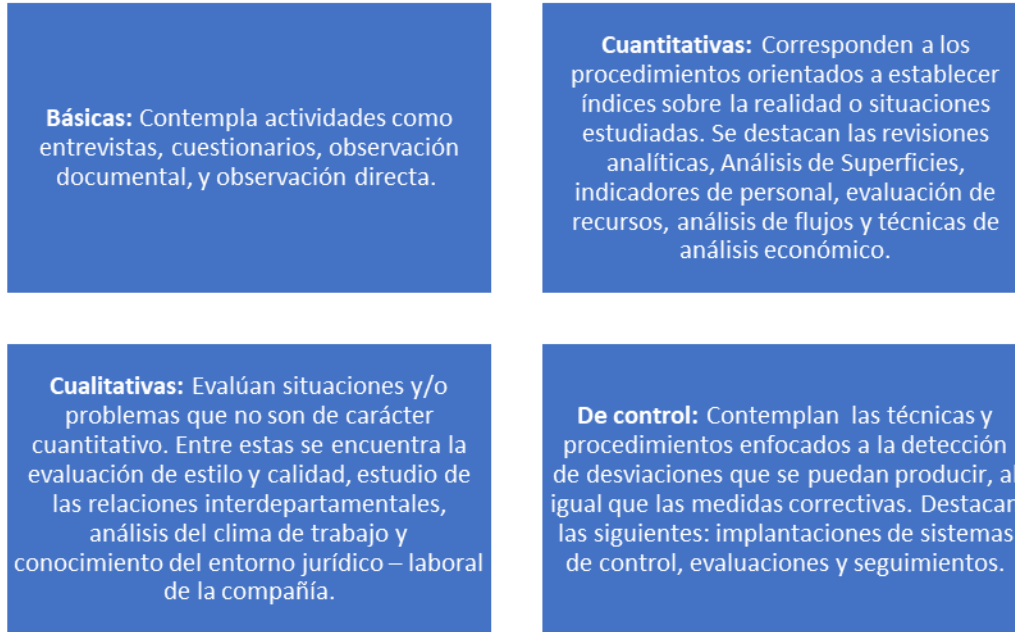 Básicas: Contempla actividades como
entrevistas, cuestionarios, observación
documental, y observación directa.
Cuantitativas: Corresponden a los
procedimientos orientados a establecer
índices sobre la realidad o situaciones
estudiadas. Se destacan las revisiones
analíticas, Análisis de Superficies,
indicadores de personal, evaluación de
recursos, análisis de flujos y técnicas de
análisis económico.
Cualitativas: Evalúan situaciones y/o
problemas que no son de carácter
cuantitativo. Entre estas se encuentra la
evaluación de estilo y calidad, estudio de
las relaciones interdepartamentales,
análisis del clima de trabajo y
conocimiento del entorno jurídico – laboral
de la compañía.
De control: Contemplan las técnicas y
procedimientos enfocados a la detección
de desviaciones que se puedan producir, al
igual que las medidas correctivas. Destacan
las siguientes: implantaciones de sistemas
de control, evaluaciones y seguimientos.